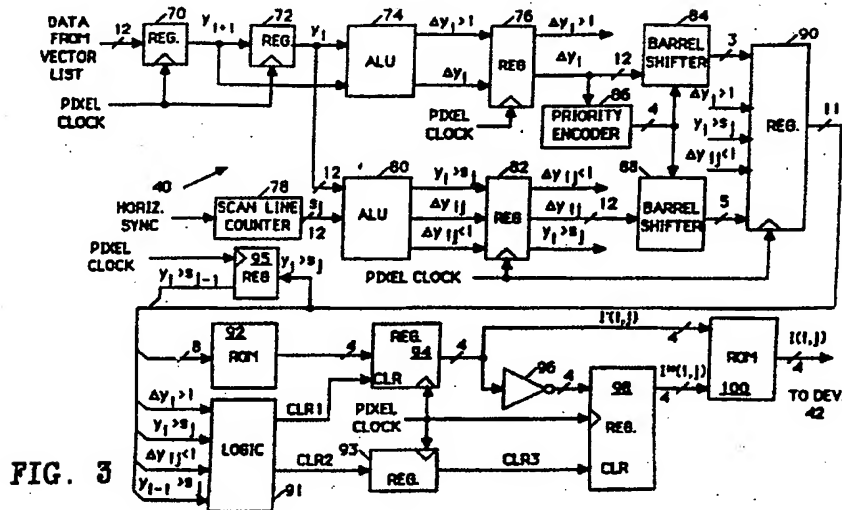 DATA FROM VECTOR LIST
12
70
REG.
y i+1
72
REG.
y i
74
ALU
Δy i >1
Δy i
76
REG
Δy i >1
Δy i
12
84
BARREL SHIFTER
3
90
REG.
11
PIXEL CLOCK
PIXEL CLOCK
PRIORITY ENCODER
86
4
Δy i >1
y i >s j
Δy ij <1
40
12
HORIZ. SYNC
78
SCAN LINE COUNTER
s j
12
80
ALU
y i >s j
Δy ij
Δy ij <1
82
REG
Δy ij <1
Δy ij
12
y i >s j
88
BARREL SHIFTER
5
PIXEL CLOCK
95
REG
y i >s j-1
y i >s j
PIXEL CLOCK
8
92
ROM
4
REG.
94
CLR
4
I'(i,j)
4
ROM
100
I(i,j)
4
TO DEV. 42
96
4
98
REG.
CLR
I"(i,j)
4
Δy i >1
y i >s j
Δy ij <1
y i-1 >s j
LOGIC
91
CLR1
CLR2
PIXEL CLOCK
93
REG.
CLR3
FIG. 3